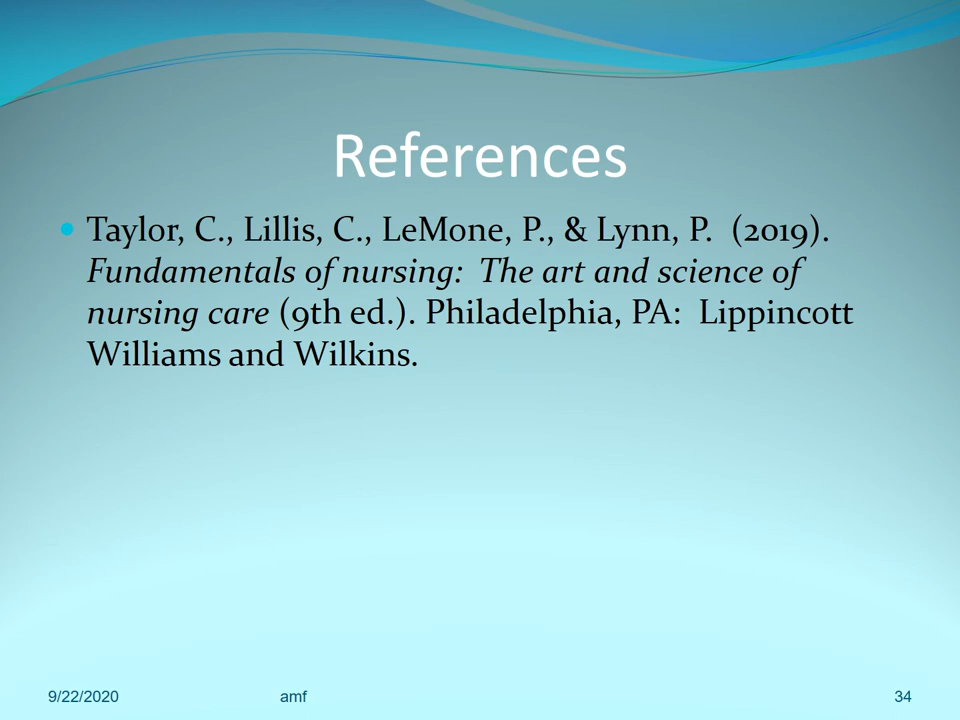 References
• Taylor, C., Lillis, C., LeMone, P., & Lynn, P.  (2019).
Fundamentals of nursing:  The art and science of
nursing care (9th ed.). Philadelphia, PA:  Lippincott
Williams and Wilkins.
9/22/2020 amf 34